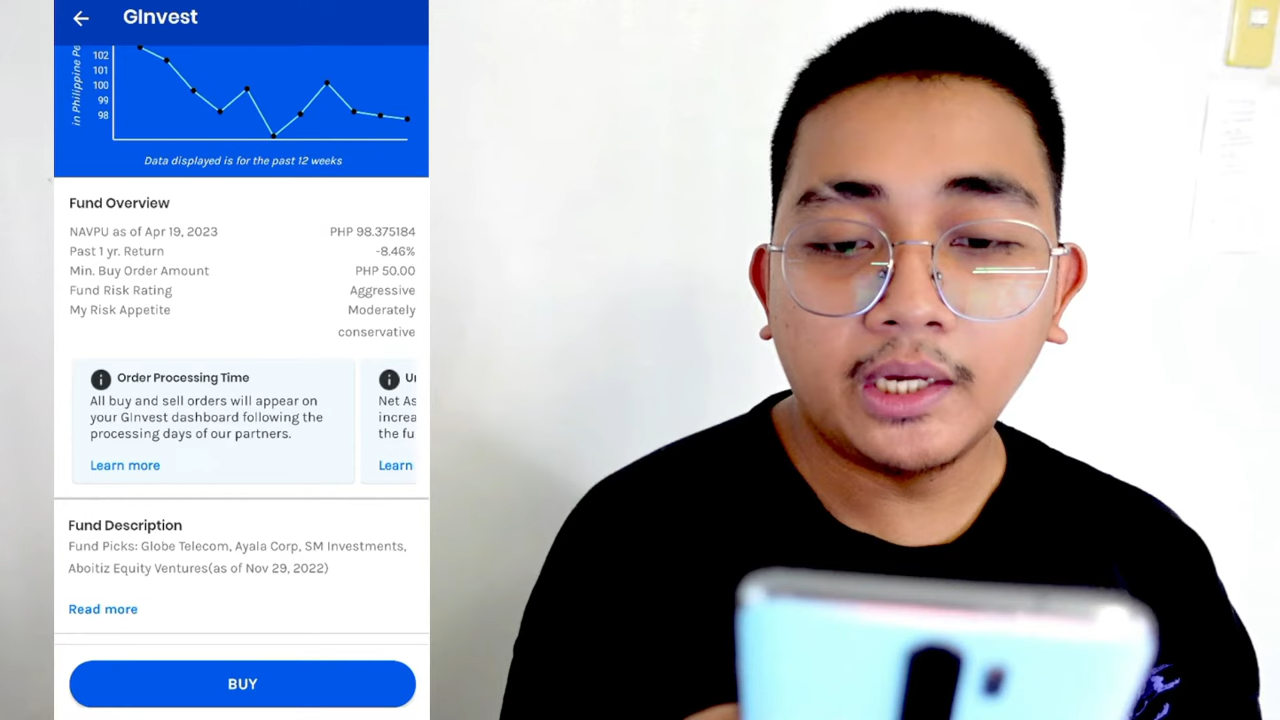 GInvest
in Philippine Pe
102
101
100
99
98
Data displayed is for the past 12 weeks
Fund Overview
NAVPU as of Apr 19, 2023 PHP 98.375184
Past 1 yr. Return -8.46%
Min. Buy Order Amount PHP 50.00
Fund Risk Rating Aggressive
My Risk Appetite Moderately
conservative
Order Processing Time
All buy and sell orders will appear on
your GInvest dashboard following the
processing days of our partners.
Learn more
Net As
increa
the fu
Learn
Fund Description
Fund Picks: Globe Telecom, Ayala Corp, SM Investments,
Aboitiz Equity Ventures(as of Nov 29, 2022)
Read more
BUY